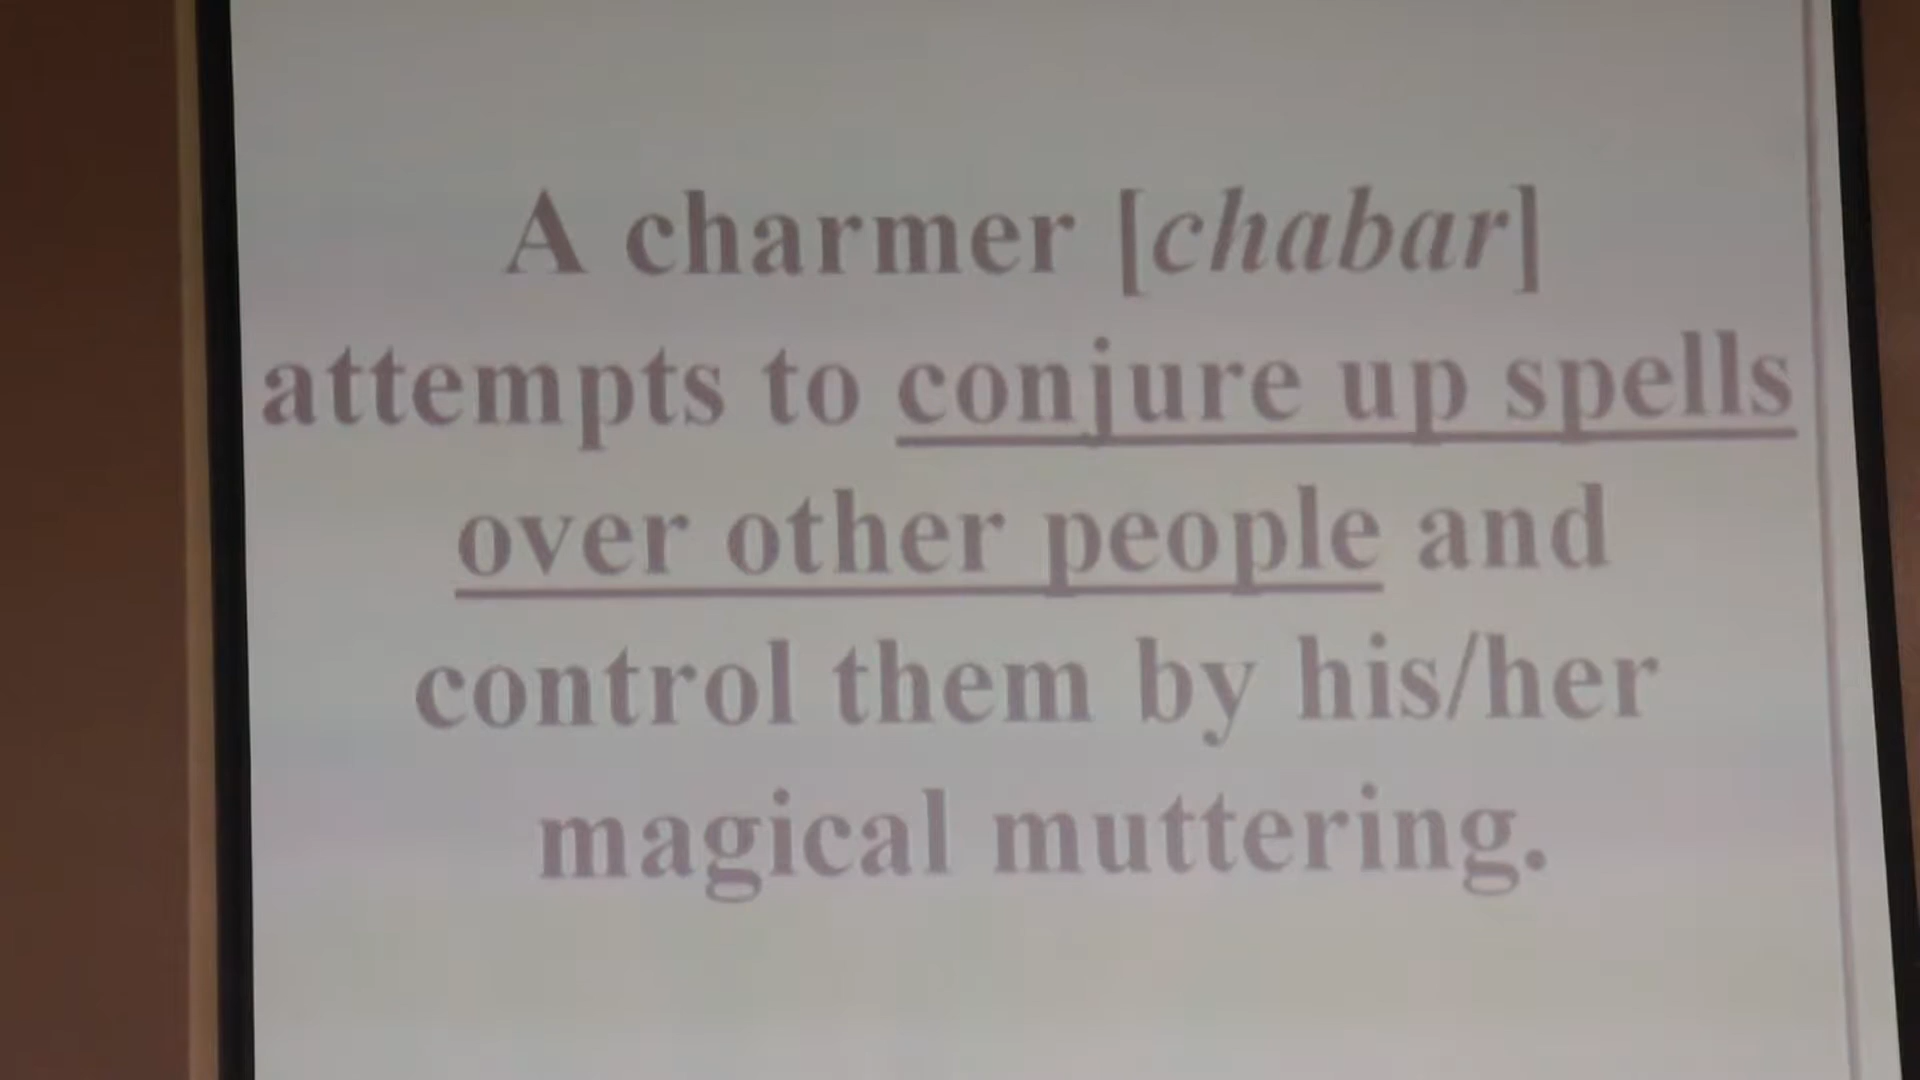 A charmer [chabar]
attempts to conjure up spells
over other people and
control them by his/her
magical muttering.